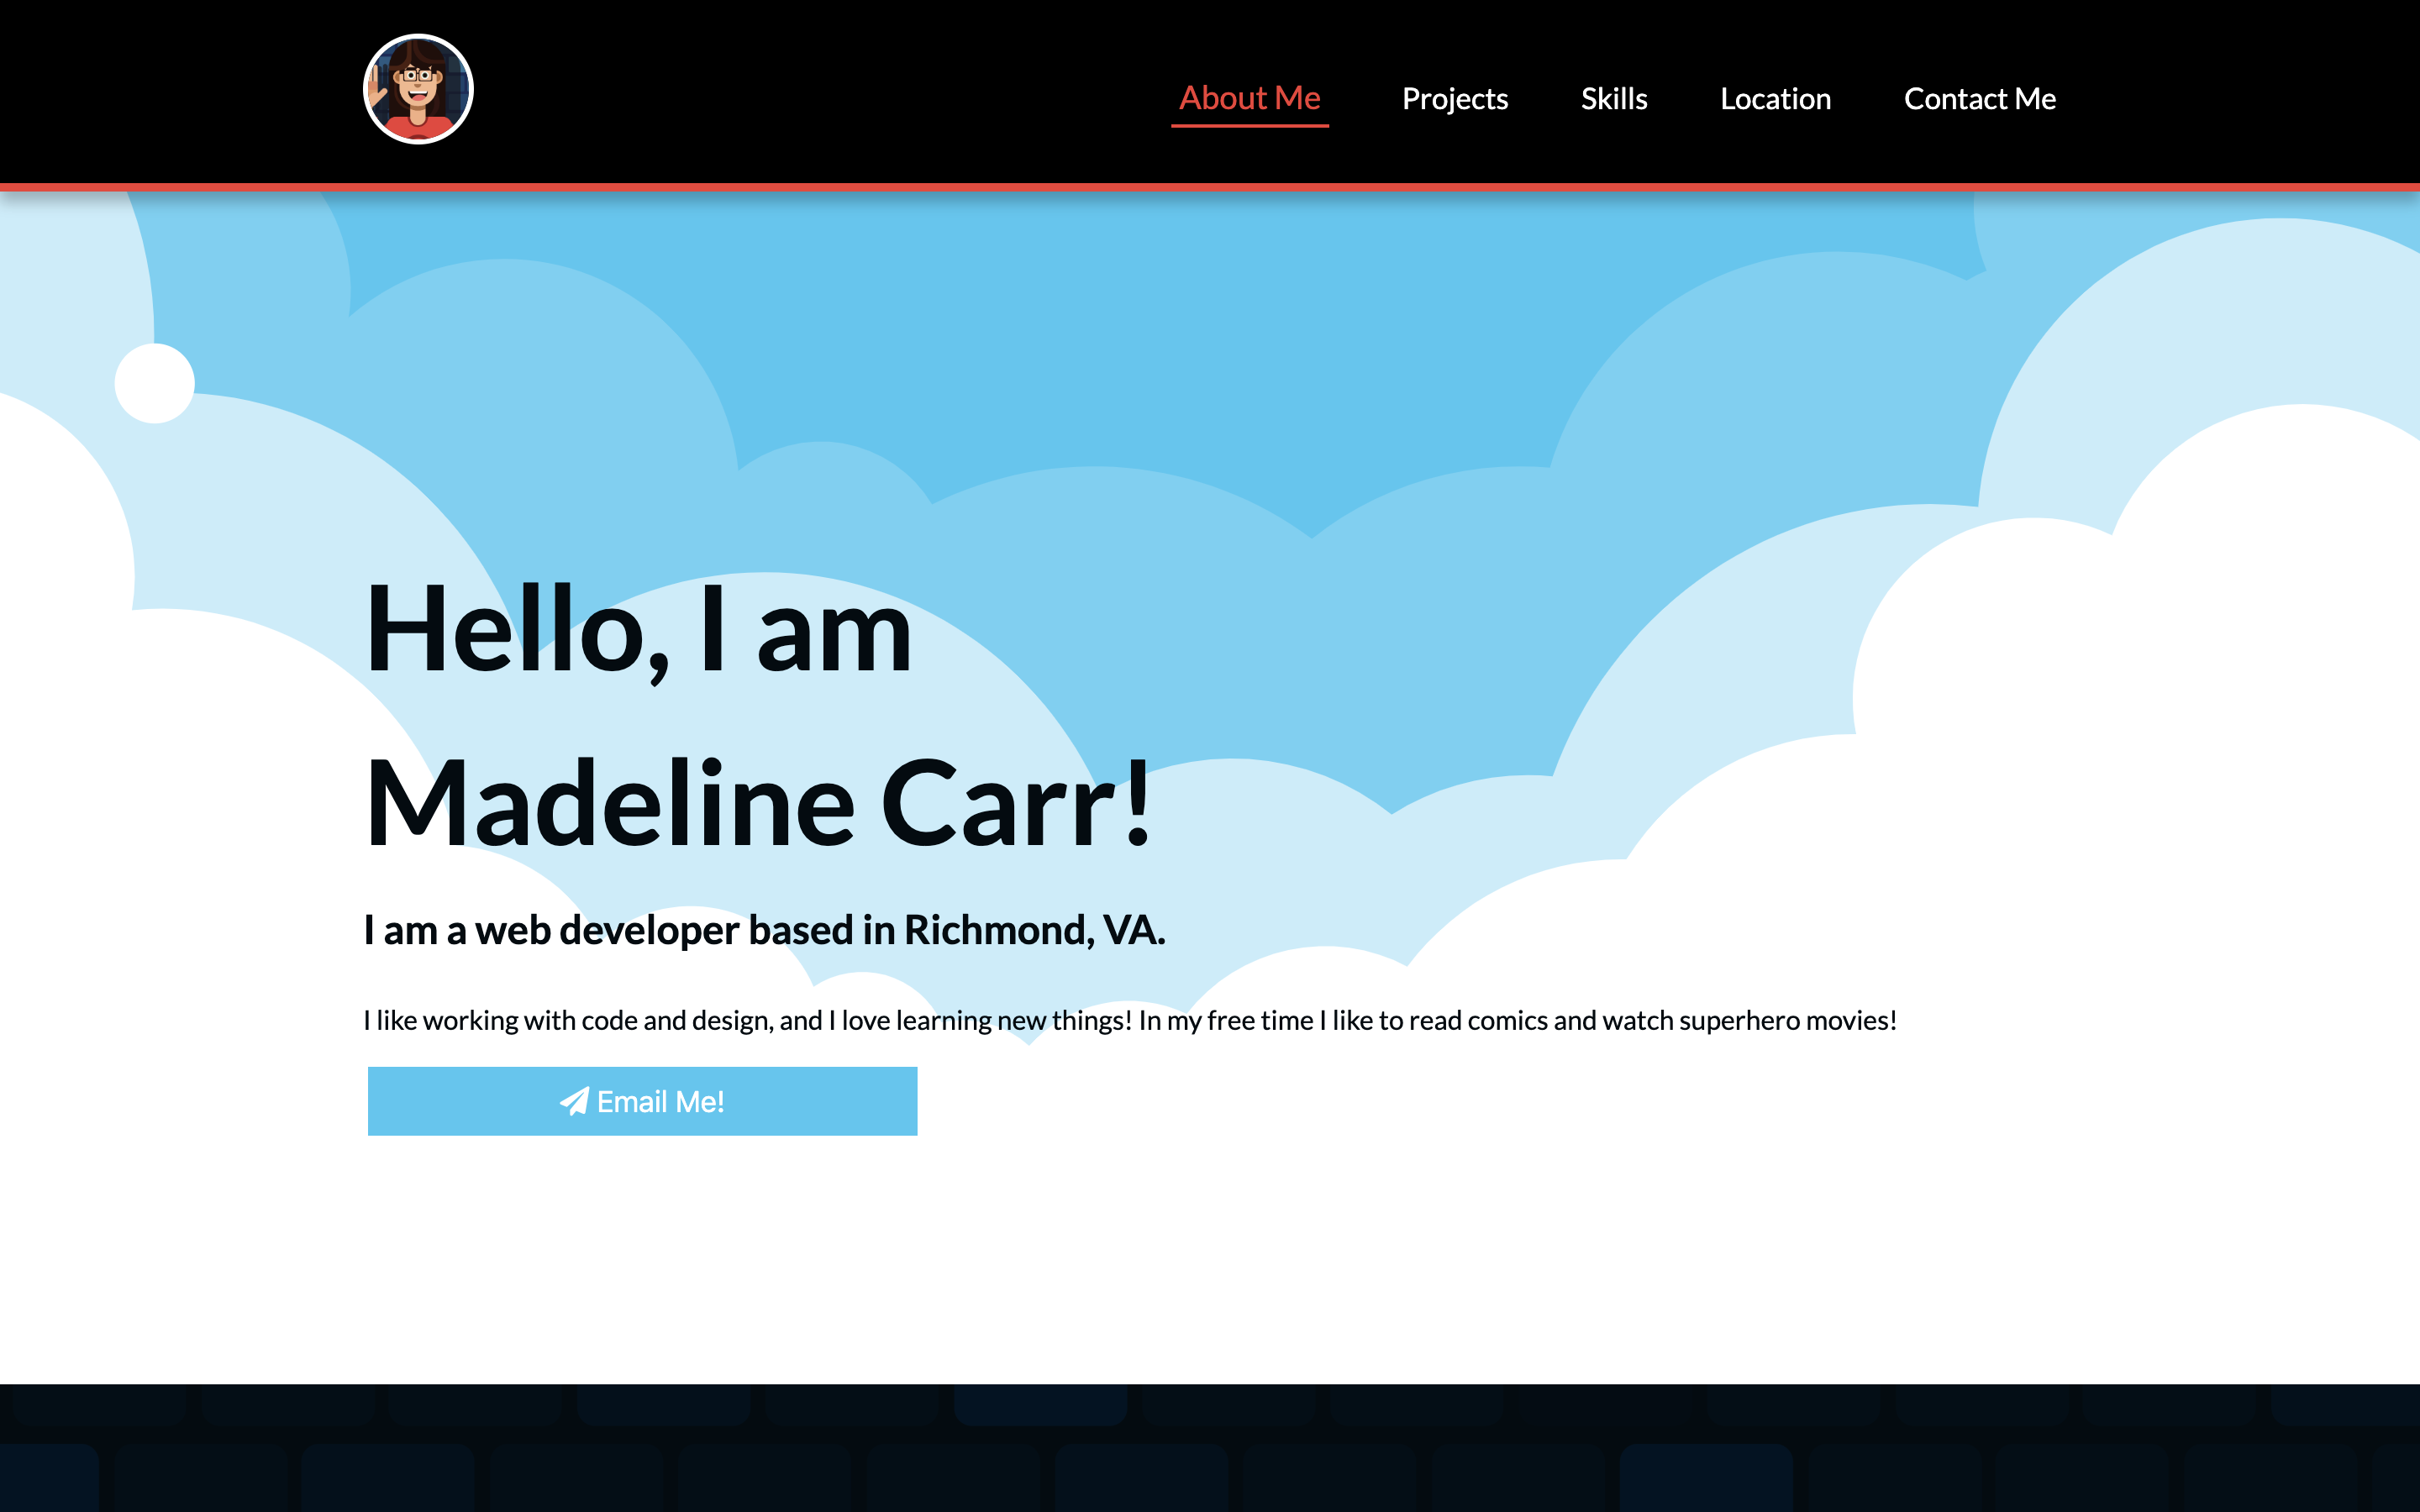 About Me
Projects
Skills
Location
Contact Me
Hello, I am
Madeline Carr!
I am a web developer based in Richmond, VA.
I like working with code and design, and I love learning new things! In my free time I like to read comics and watch superhero movies!
Email Me!